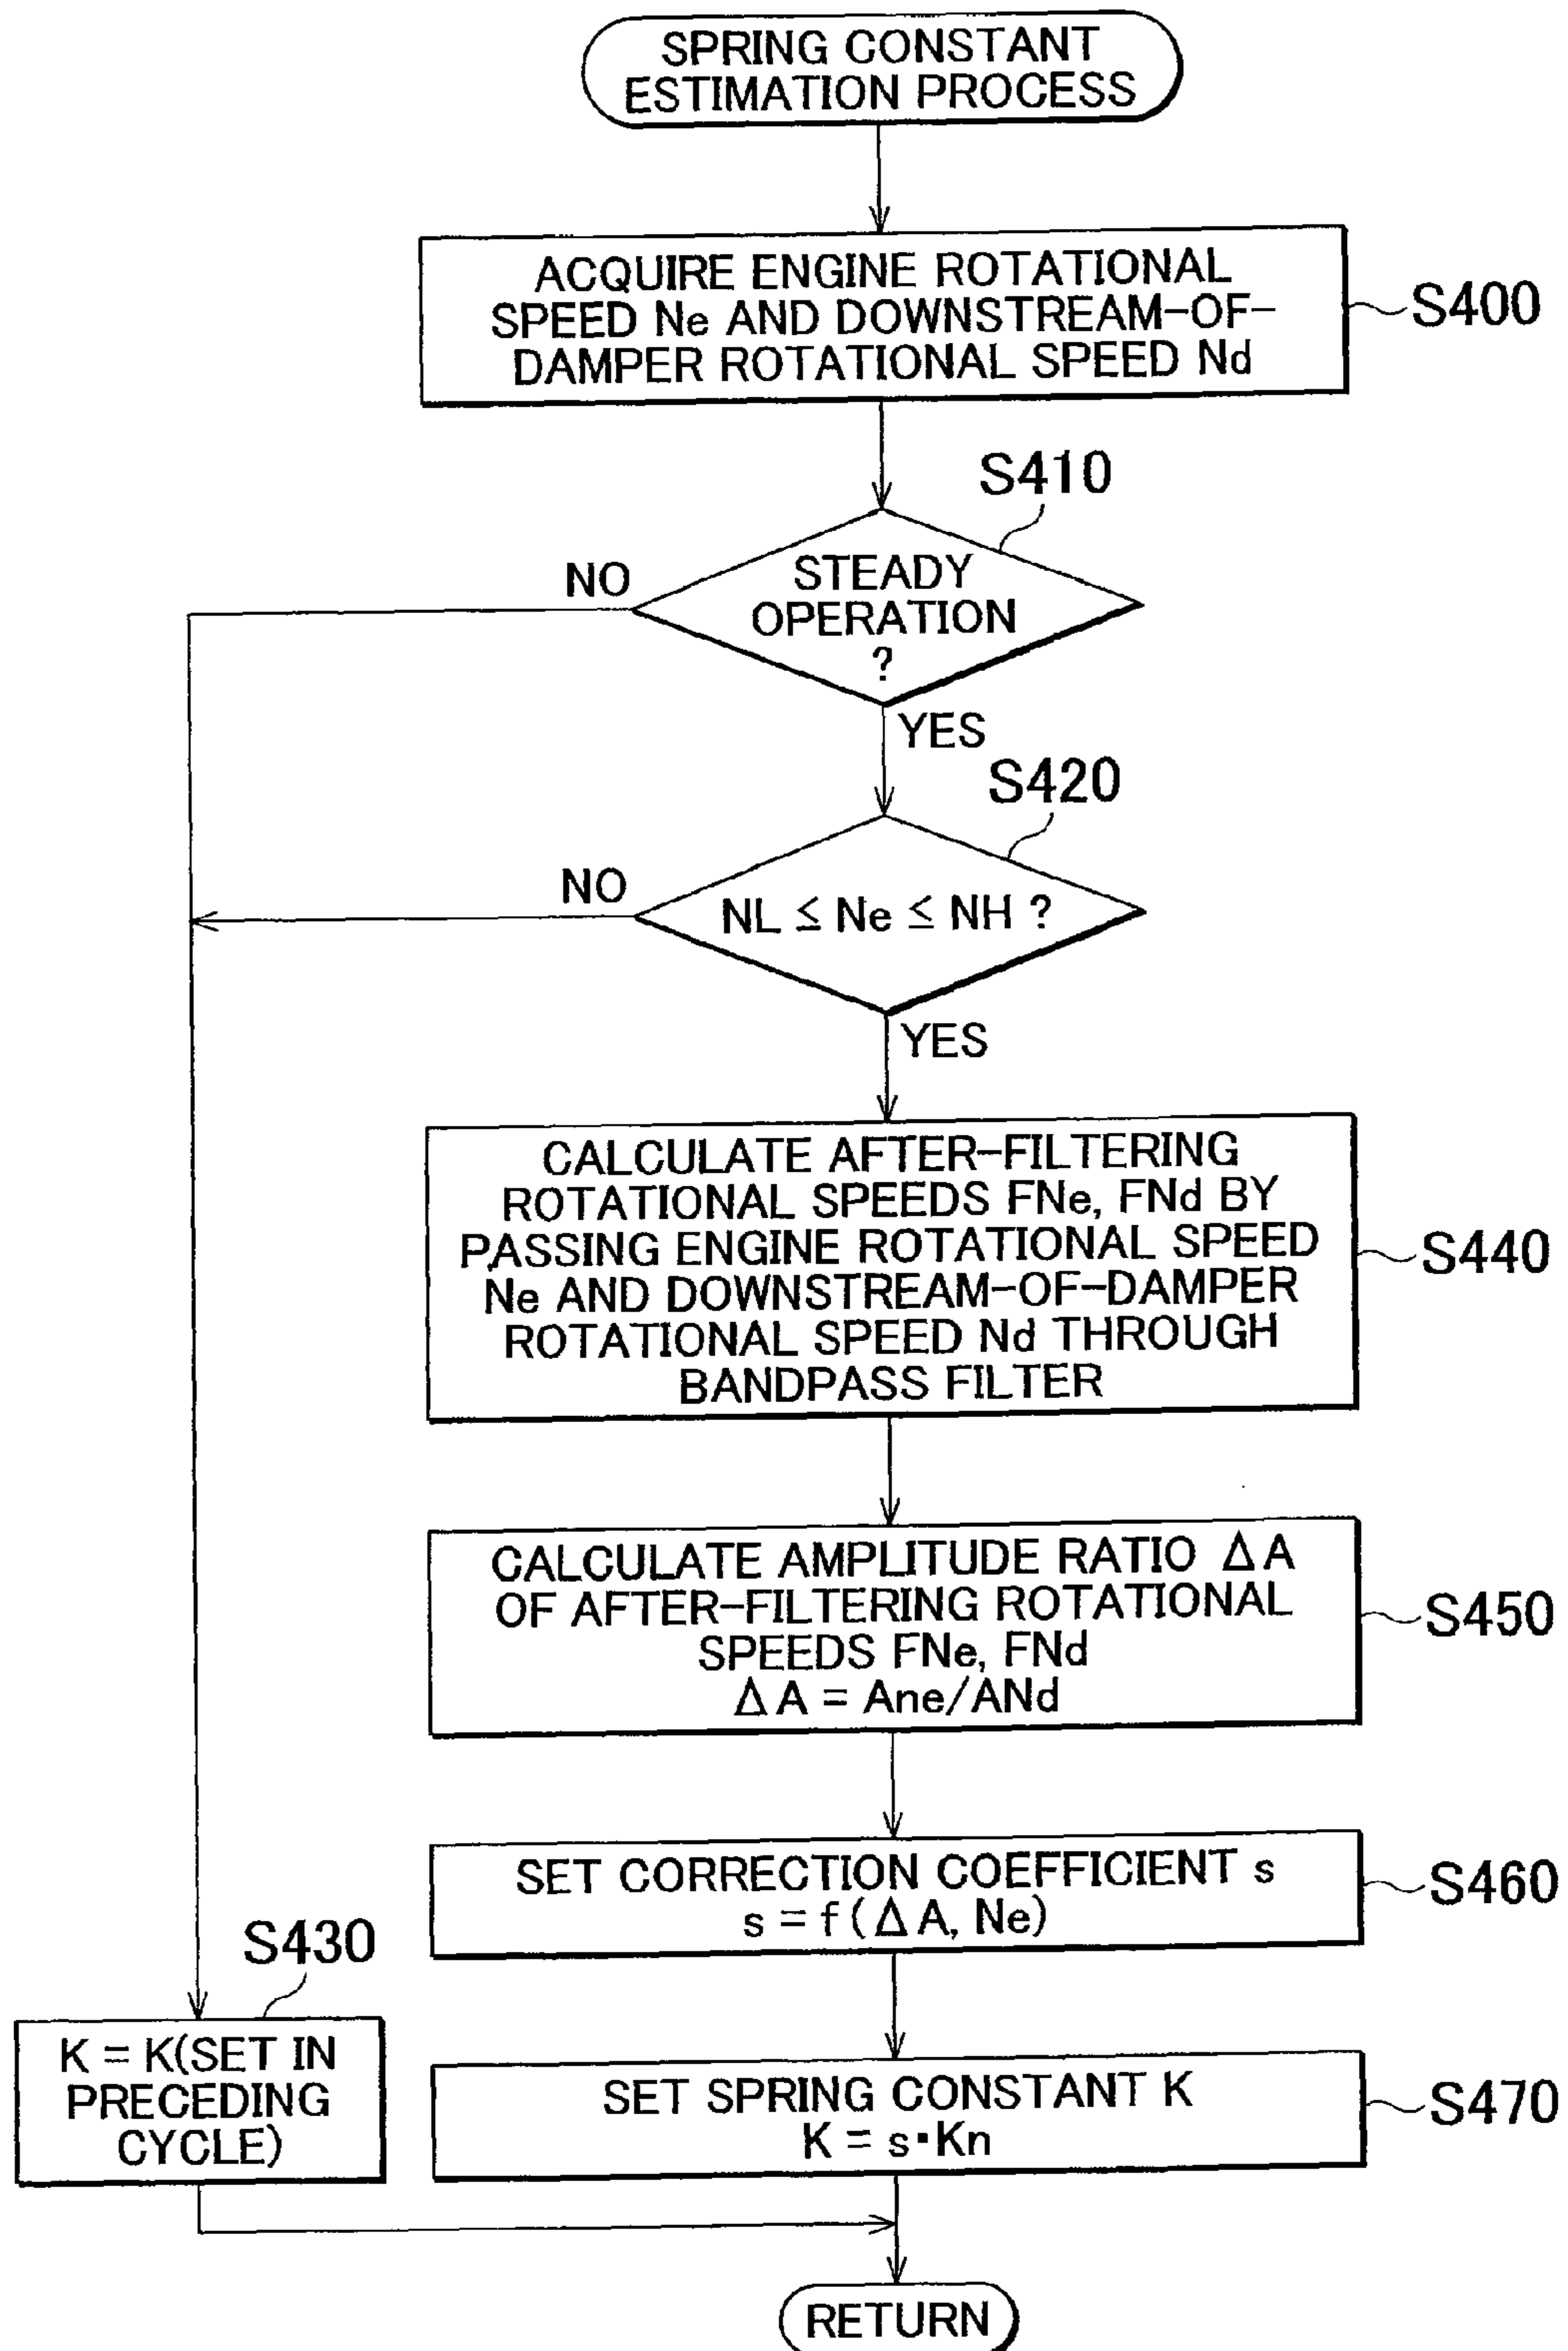 SPRING CONSTANT
ESTIMATION PROCESS
ACQUIRE ENGINE ROTATIONAL
SPEED Ne AND DOWNSTREAM-OF-
DAMPER ROTATIONAL SPEED Nd
S400
S410
STEADY
OPERATION
?
NO
YES
S420
NL ≦ Ne ≦ NH ?
NO
YES
CALCULATE AFTER-FILTERING
ROTATIONAL SPEEDS FNe, FNd BY
PASSING ENGINE ROTATIONAL SPEED
Ne AND DOWNSTREAM-OF-DAMPER
ROTATIONAL SPEED Nd THROUGH
BANDPASS FILTER
S440
CALCULATE AMPLITUDE RATIO ΔA
OF AFTER-FILTERING ROTATIONAL
SPEEDS FNe, FNd
ΔA = Ane/ANd
S450
SET CORRECTION COEFFICIENT s
s = f (ΔA, Ne)
S460
S430
K = K(SET IN
PRECEDING
CYCLE)
SET SPRING CONSTANT K
K = s·Kn
S470
RETURN